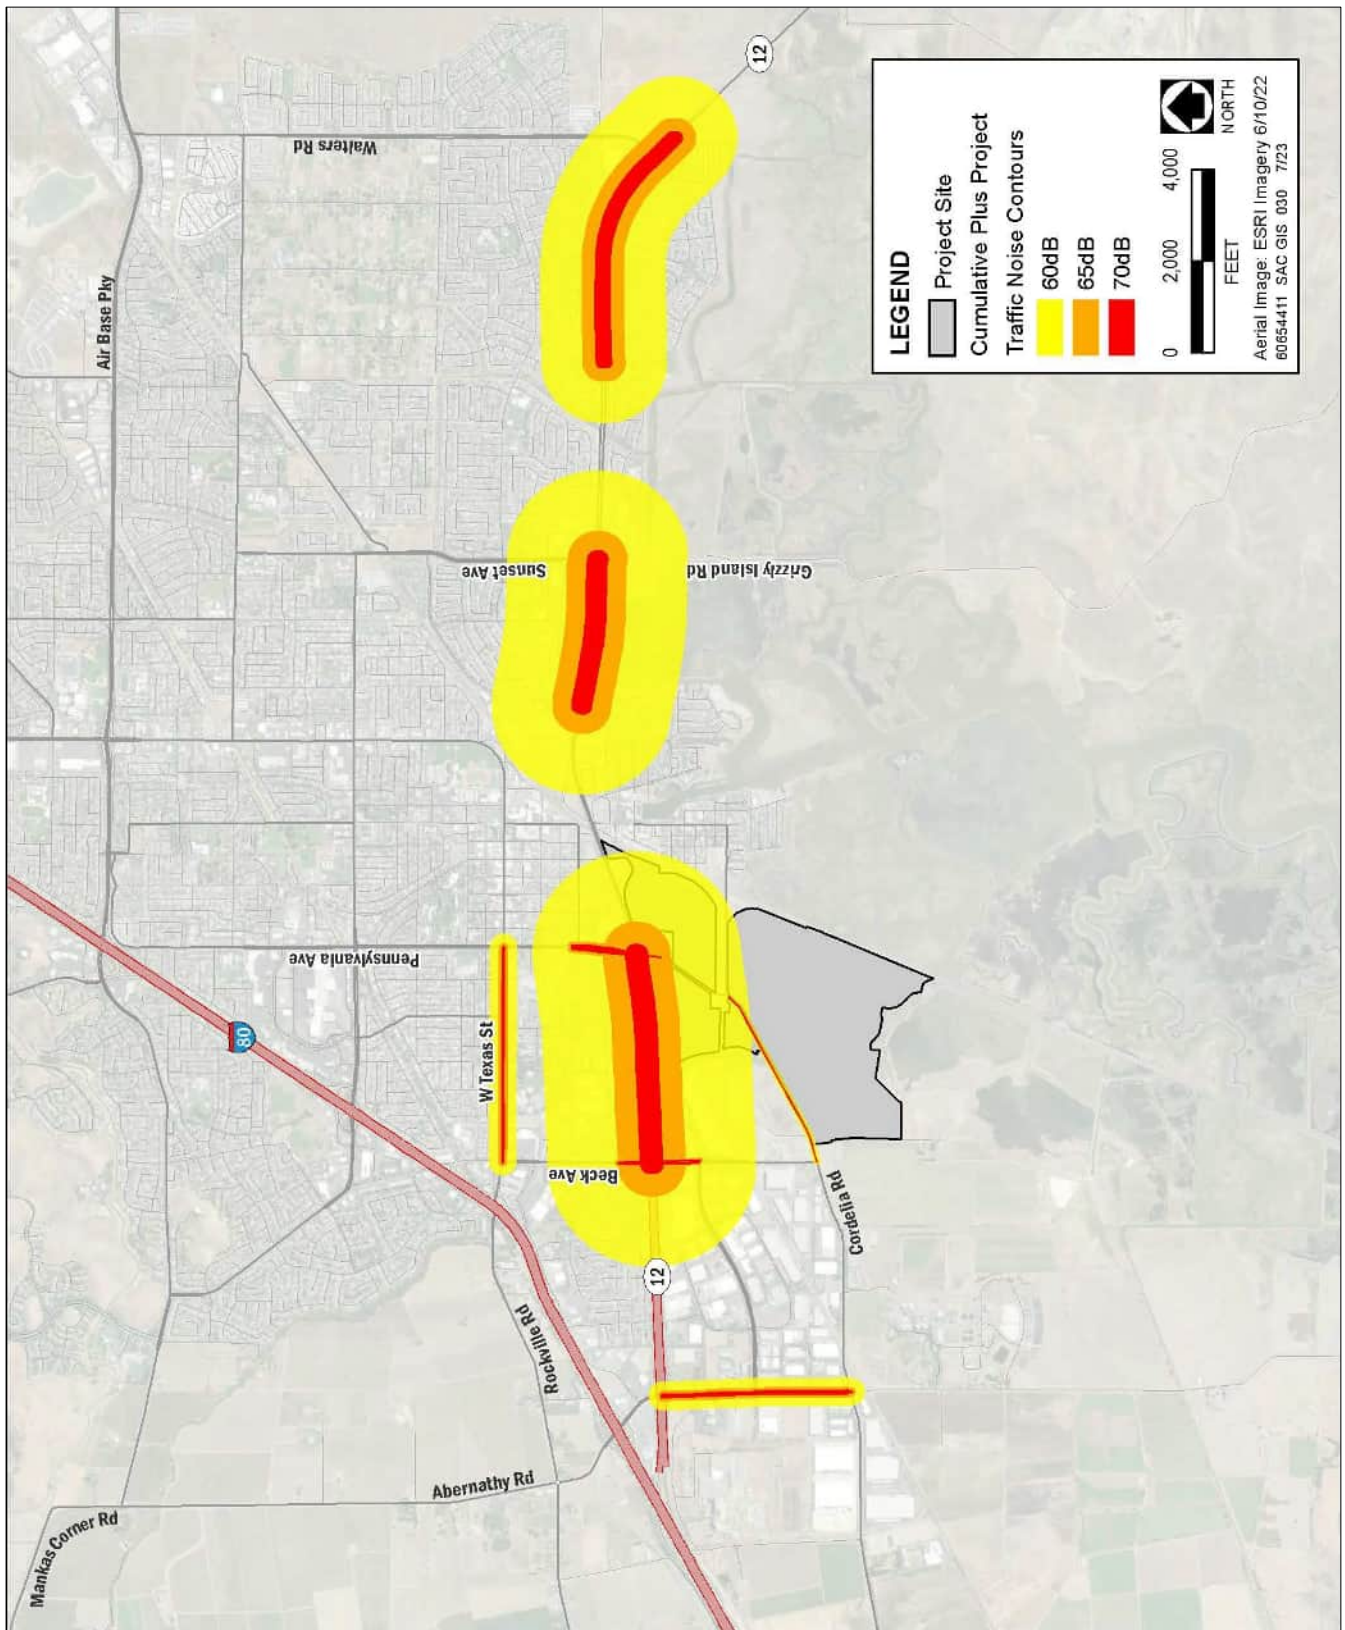 Mankas Corner Rd
Abernathy Rd
Rockville Rd
12
Cordelia Rd
Beck Ave
W Texas St
80
Pennsylvania Ave
Sunset Ave
Grizzly Island Rd
Air Base Pky
Walters Rd
12
LEGEND
Project Site
Cumulative Plus Project
Traffic Noise Contours
60dB
65dB
70dB
0 2,000 4,000
FEET
NORTH
Aerial Image: ESRI Imagery 6/10/22
60654411 SAC GIS 030 7/23